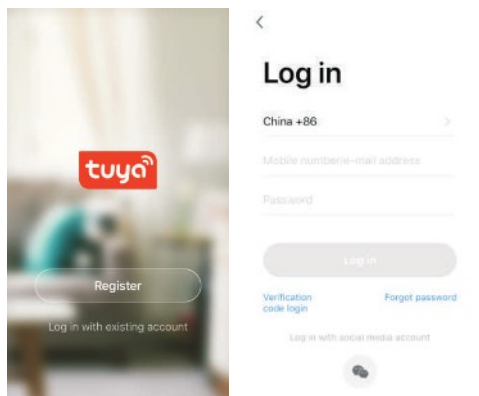 tuya
Register
Log in with existing account
Log in
China +86
Mobile number/e-mail address
Password
Log in
Verification
code login
Forgot password
Log in with social media account